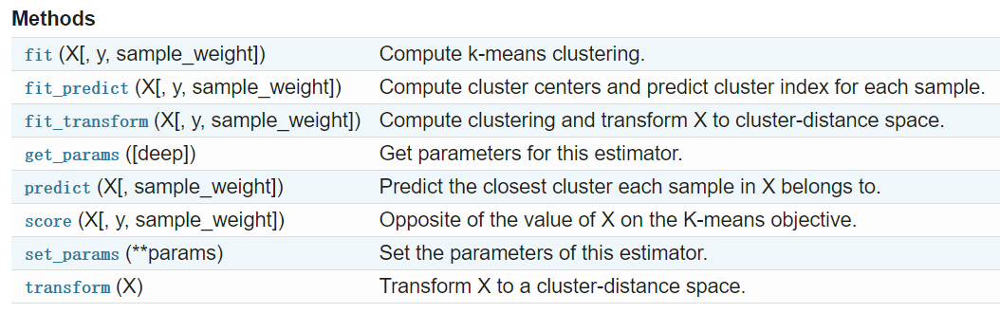 Methods
fit (X[, y, sample_weight]) Compute k-means clustering.
fit_predict (X[, y, sample_weight]) Compute cluster centers and predict cluster index for each sample.
fit_transform (X[, y, sample_weight]) Compute clustering and transform X to cluster-distance space.
get_params ([deep]) Get parameters for this estimator.
predict (X[, sample_weight]) Predict the closest cluster each sample in X belongs to.
score (X[, y, sample_weight]) Opposite of the value of X on the K-means objective.
set_params (**params) Set the parameters of this estimator.
transform (X) Transform X to a cluster-distance space.